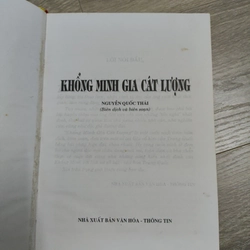 KHỔNG MINH GIA CÁT LƯỢNG
NGUYỄN QUỐC THÁI
(Biên dịch và biên soạn)
NHÀ XUẤT BẢN VĂN HÓA - THÔNG TIN